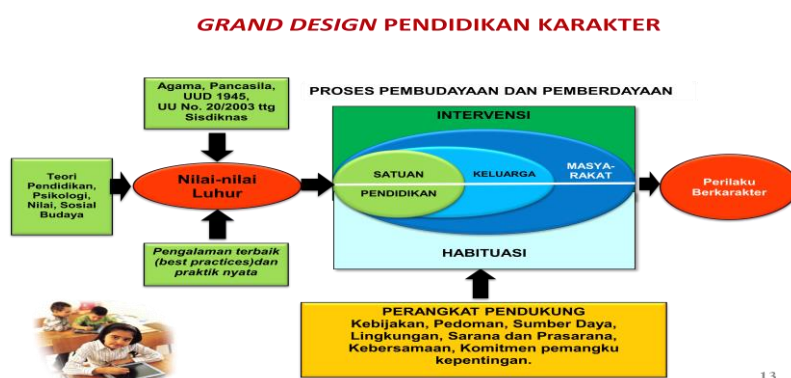 GRAND DESIGN PENDIDIKAN KARAKTER
Agama, Pancasila,
UUD 1945,
UU No. 20/2003 ttg
Sisdiknas
PROSES PEMBUDAYAAN DAN PEMBERDAYAAN
INTERVENSI
Teori
Pendidikan,
Psikologi,
Nilai, Sosial
Budaya
Nilai-nilai
Luhur
SATUAN
PENDIDIKAN
KELUARGA
MASYA-
RAKAT
Perilaku
Berkarakter
Pengalaman terbaik
(best practices)dan
praktik nyata
HABITUASI
PERANGKAT PENDUKUNG
Kebijakan, Pedoman, Sumber Daya,
Lingkungan, Sarana dan Prasarana,
Kebersamaan, Komitmen pemangku
kepentingan.
13